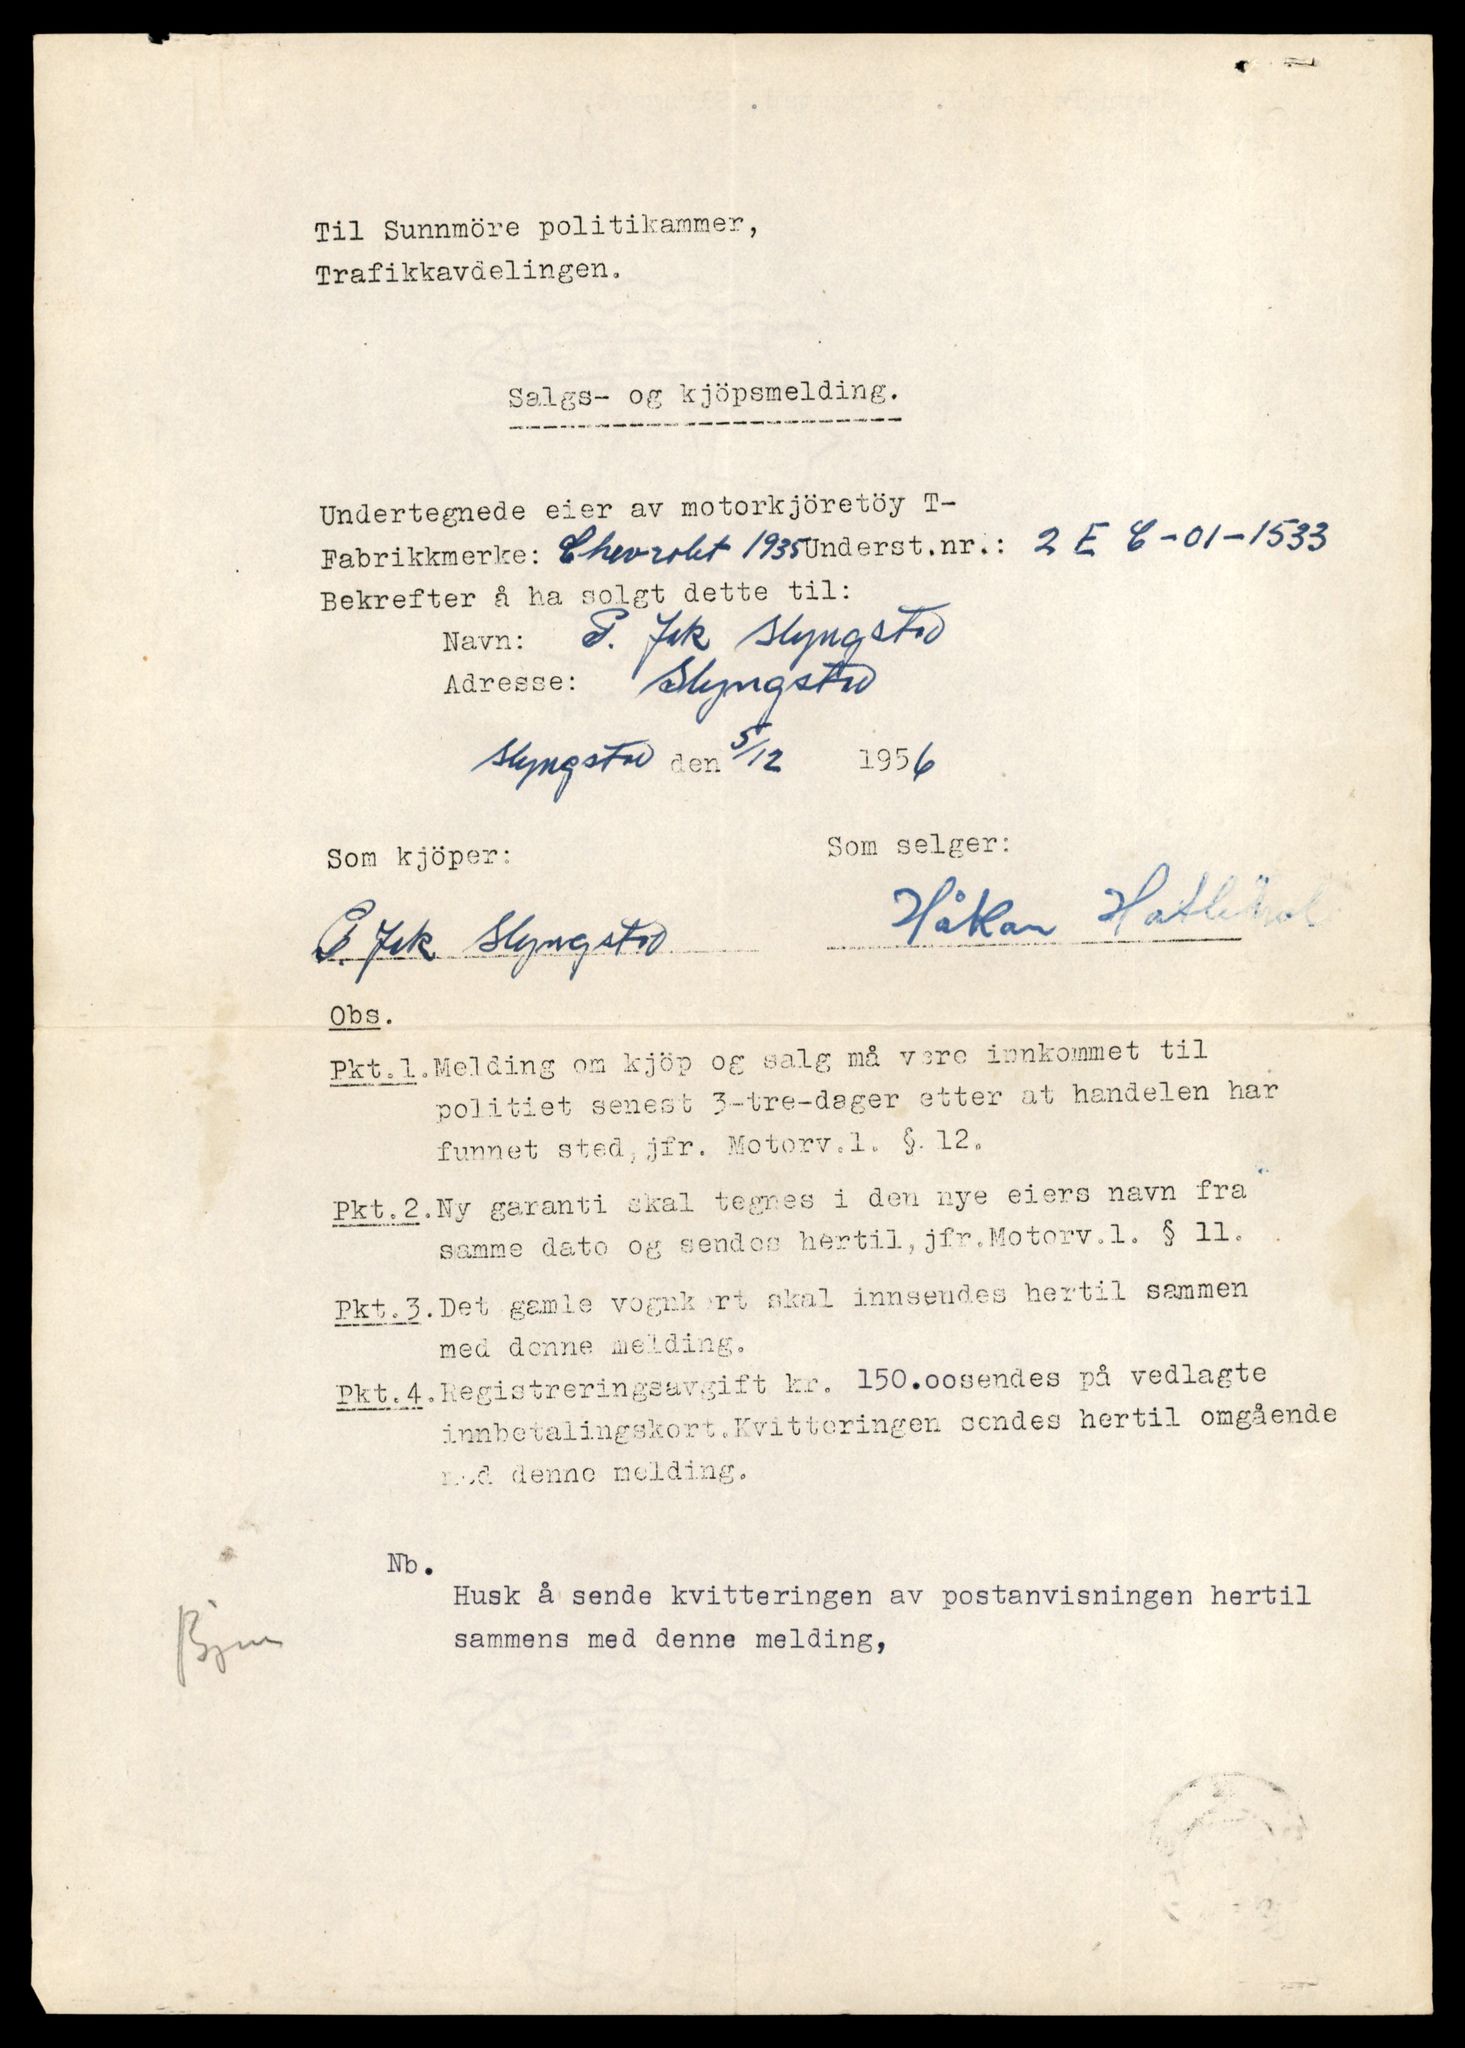 Til Sunnmöre politikammer,
Trafikkavdelingen.
Salgs- og kjöpsmelding.
Undertegnede eier av motorkjöretöy T-
Fabrikkmerke: Chevrolet 1935 Underst.nr.: 2 E C-01-1533
Bekrefter å ha solgt dette til:
Navn: P. Jak Slyngstad
Adresse: Slyngstad
Slyngstad den 5/12 1956
Som kjöper: Som selger:
P. Jak Slyngstad Håkan
Obs.
Pkt.1. Melding om kjöp og salg må vere innkommet til
politiet senest 3-tre-dager etter at handelen har
funnet sted, jfr. Motorv.l. §. 12.
Pkt.2. Ny garanti skal tegnes i den nye eiers navn fra
samme dato og sendes hertil, jfr. Motorv.l. § 11.
Pkt.3. Det gamle vognkort skal innsendes hertil sammen
med denne melding.
Pkt.4. Registreringsavgift kr. 150.oo sendes på vedlagte
innbetalingskort. Kvitteringen sendes hertil omgående
med denne melding.
Nb.
Husk å sende kvitteringen av postanvisningen hertil
sammens med denne melding,